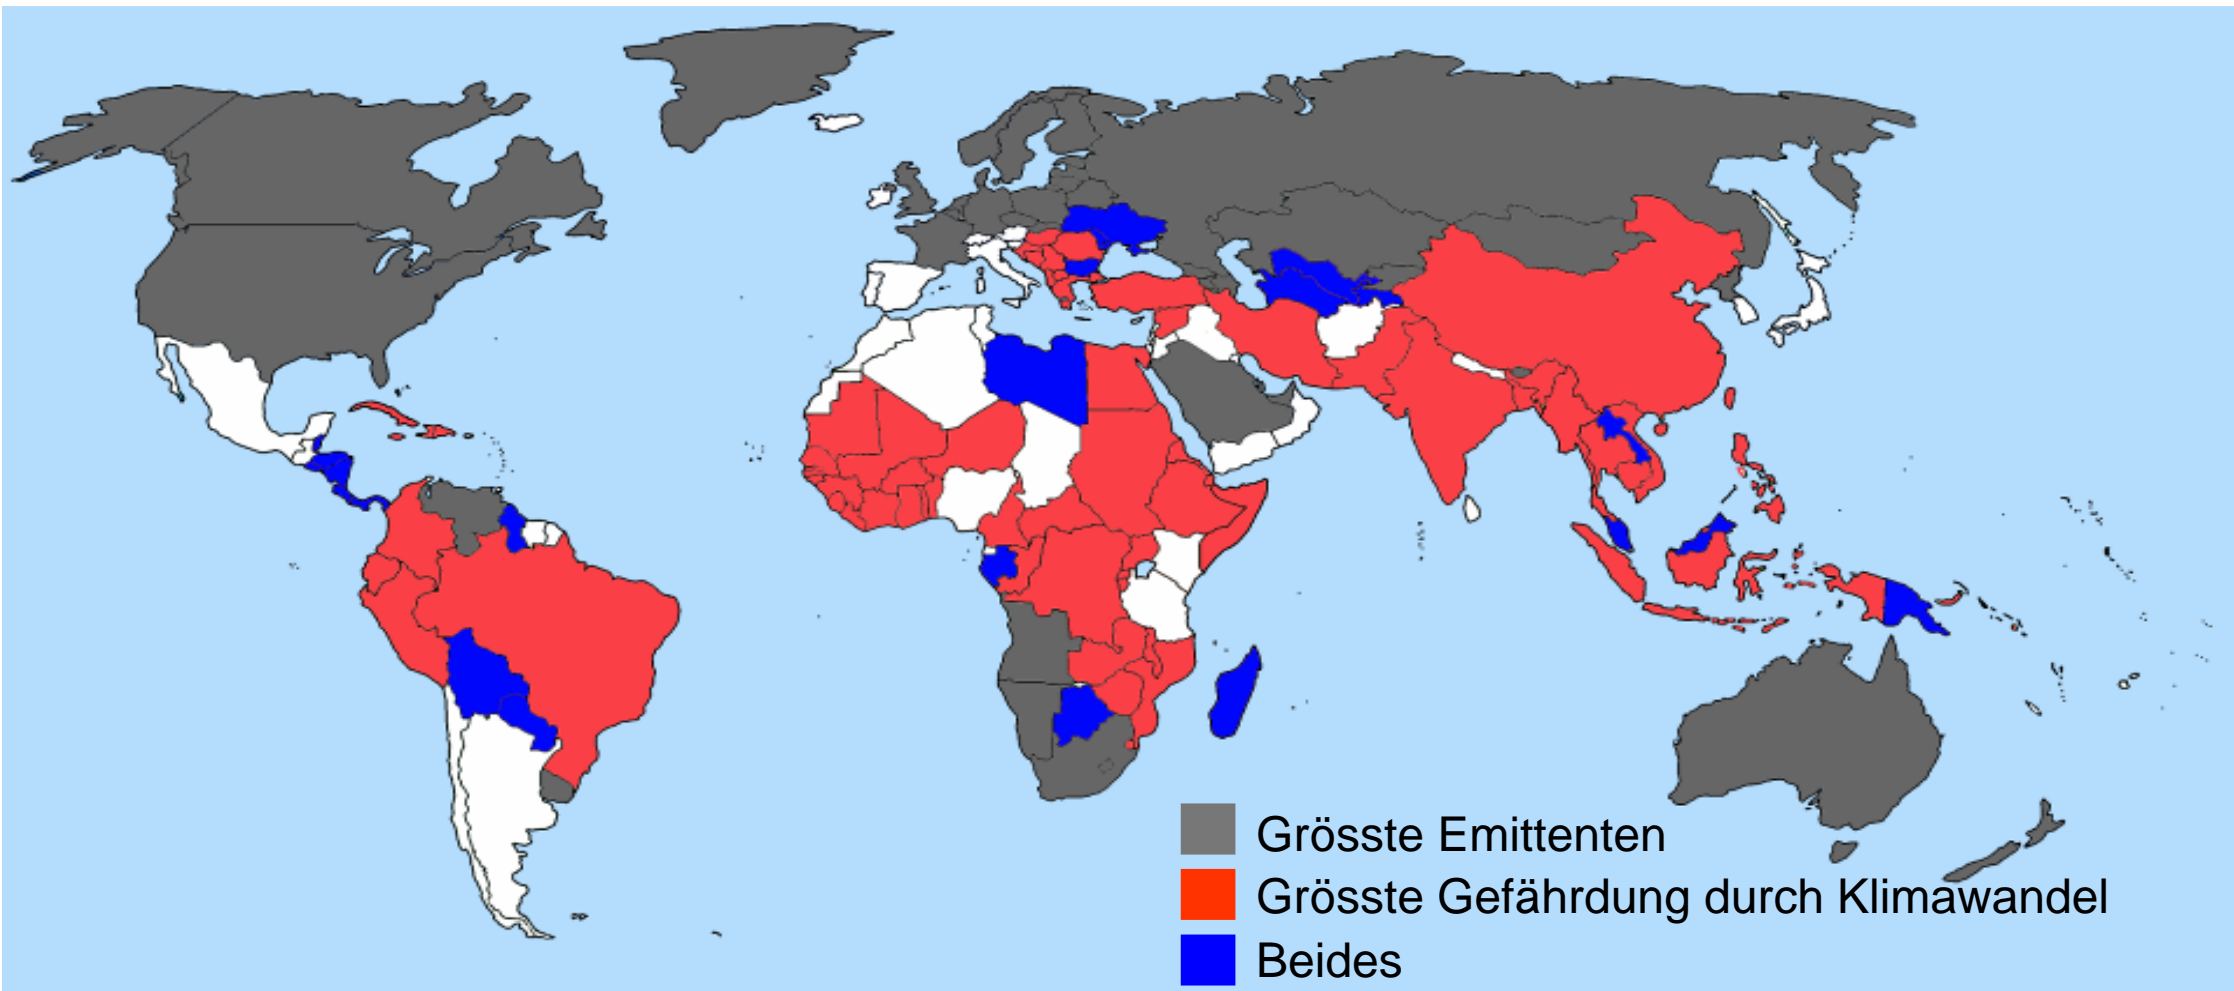 Grösste Emittenten
Grösste Gefährdung durch Klimawandel
Beides